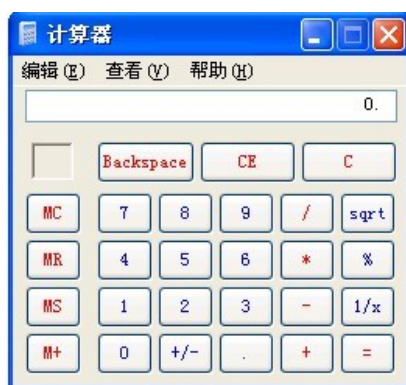 计算器
编辑(E) 查看(V) 帮助(H)
0.
Backspace CE C
MC 7 8 9 / sqrt
MR 4 5 6 * %
MS 1 2 3 - 1/x
M+ 0 +/- . + =